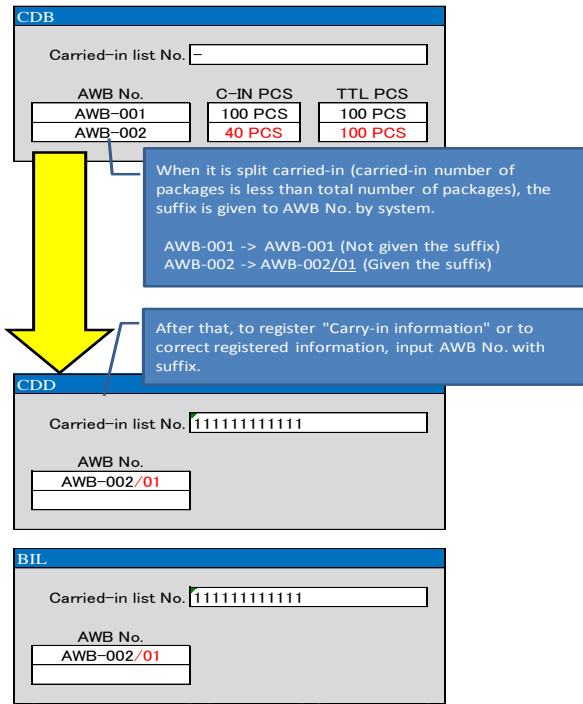 CDB
Carried-in list No. -
AWB No. C-IN PCS TTL PCS
AWB-001 100 PCS 100 PCS
AWB-002 40 PCS 100 PCS
When it is split carried-in (carried-in number of
packages is less than total number of packages), the
suffix is given to AWB No. by system.
AWB-001 -> AWB-001 (Not given the suffix)
AWB-002 -> AWB-002/01 (Given the suffix)
After that, to register "Carry-in information" or to
correct registered information, input AWB No. with
suffix.
CDD
Carried-in list No. 111111111111
AWB No.
AWB-002/01
BIL
Carried-in list No. 111111111111
AWB No.
AWB-002/01